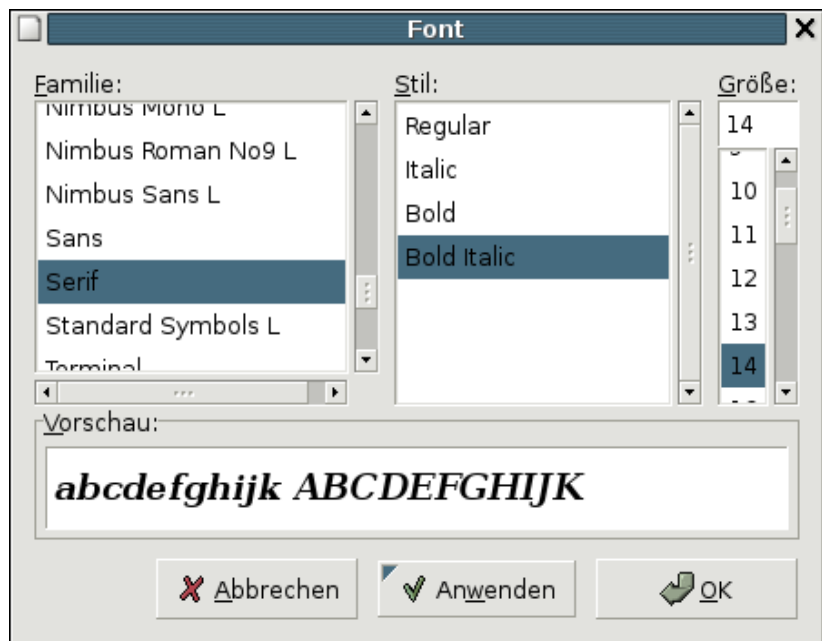 Font
Familie:
Nimbus Mono L
Nimbus Roman No9 L
Nimbus Sans L
Sans
Serif
Standard Symbols L
Terminal
Stil:
Regular
Italic
Bold
Bold Italic
Größe:
14
10
11
12
13
14
Vorschau:
abcdefghijk ABCDEFGHIJK
Abbrechen
Anwenden
OK